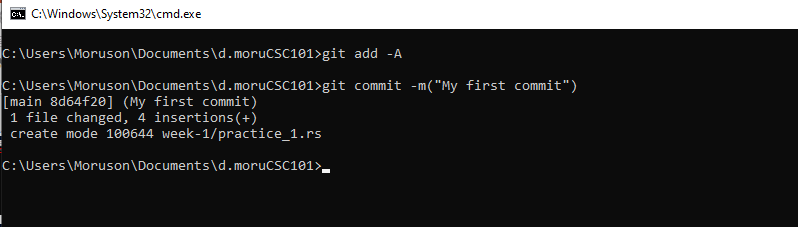 C:\Windows\System32\cmd.exe
C:\Users\Moruson\Documents\d.moruCSC101>git add -A
C:\Users\Moruson\Documents\d.moruCSC101>git commit -m("My first commit")
[main 8d64f20] (My first commit)
 1 file changed, 4 insertions(+)
 create mode 100644 week-1/practice_1.rs
C:\Users\Moruson\Documents\d.moruCSC101>